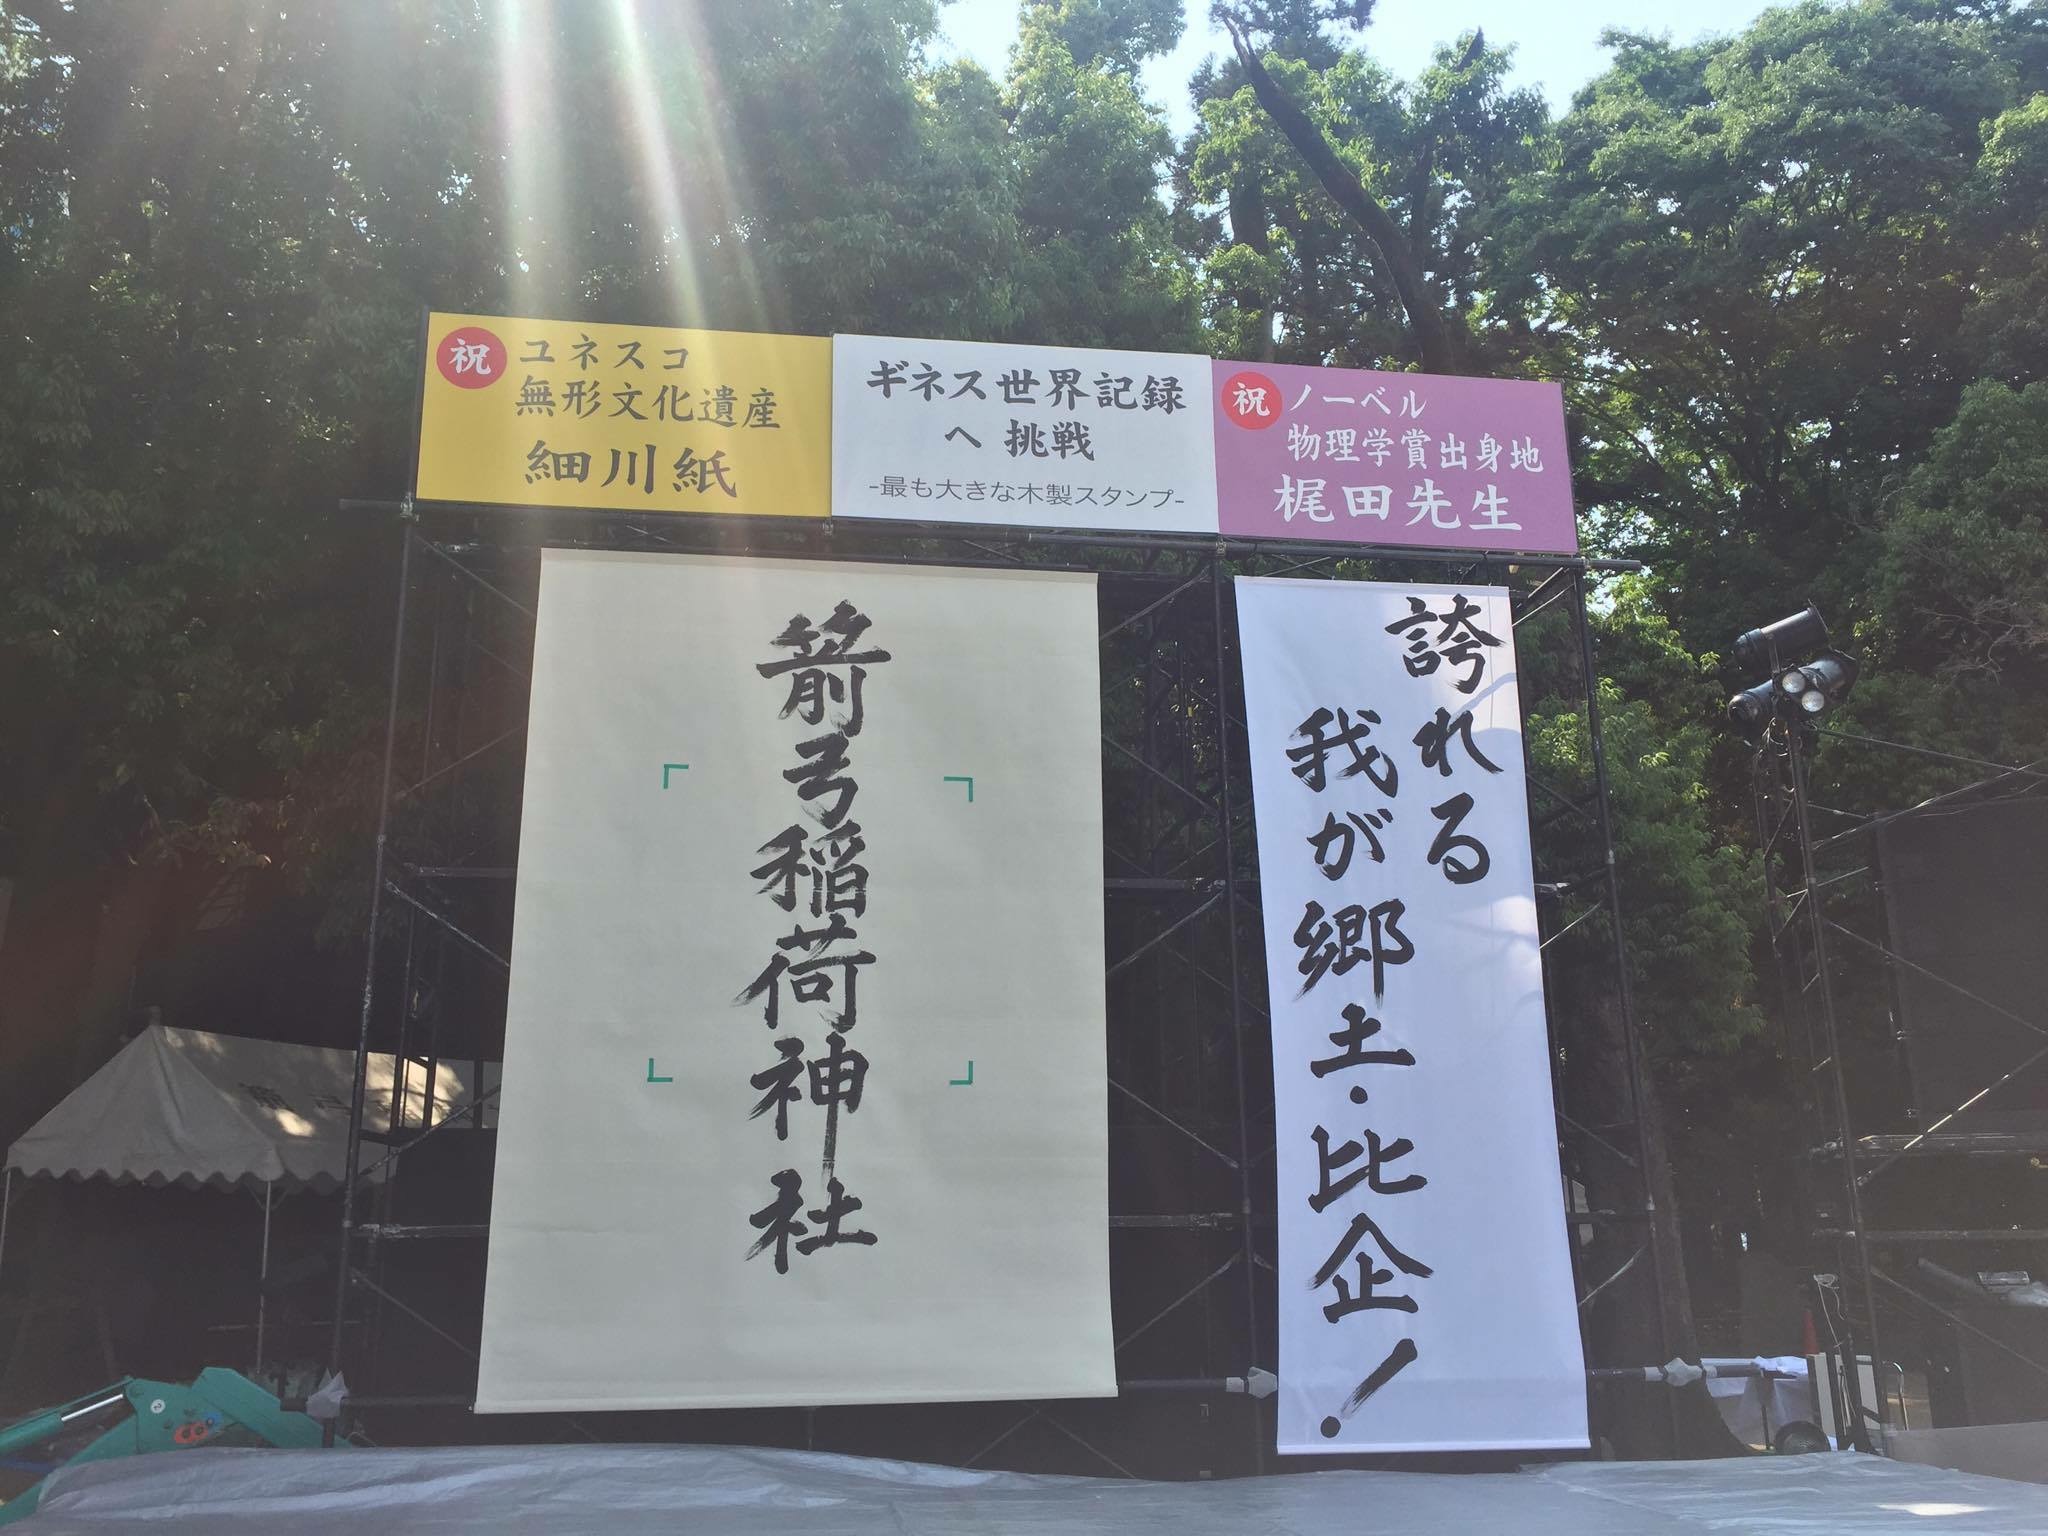 祝
ユネスコ
無形文化遺産
細川紙
ギネス世界記録
へ 挑戦
-最も大きな木製スタンプ-
祝
ノーベル
物理学賞出身地
梶田先生
箭弓稲荷神社
誇れる
我が郷土・比企!